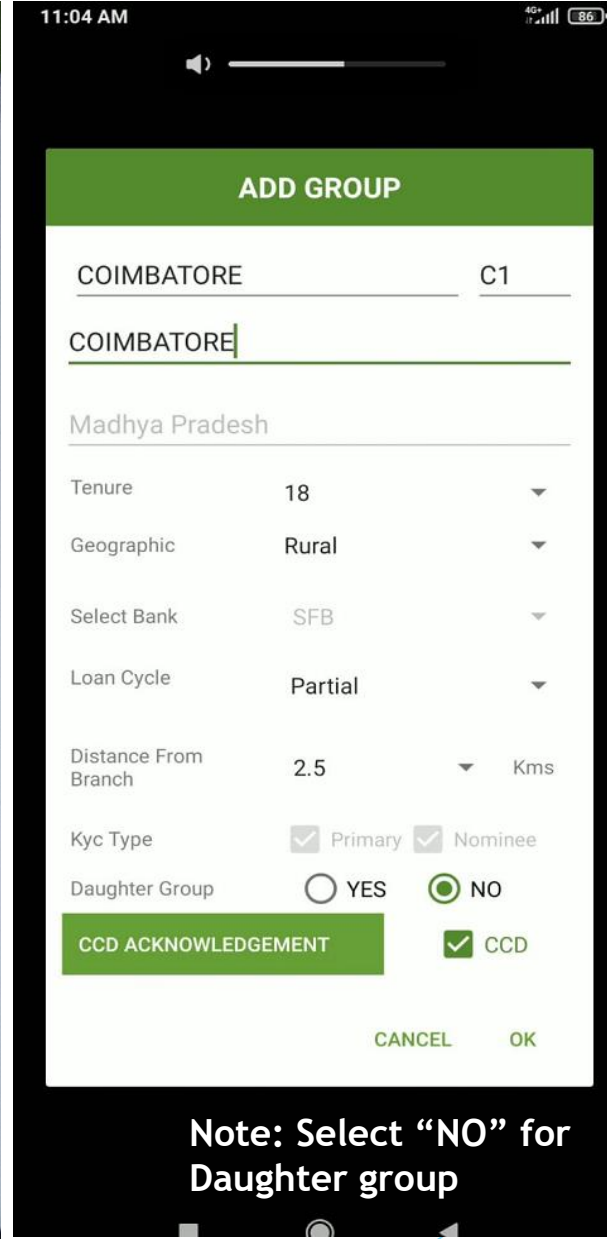 11:04 AM 4G+ 86
ADD GROUP
COIMBATORE C1
COIMBATORE
Madhya Pradesh
Tenure 18
Geographic Rural
Select Bank SFB
Loan Cycle Partial
Distance From
Branch 2.5 Kms
Kyc Type Primary Nominee
Daughter Group YES NO
CCD ACKNOWLEDGEMENT CCD
CANCEL OK
Note: Select “NO” for
Daughter group